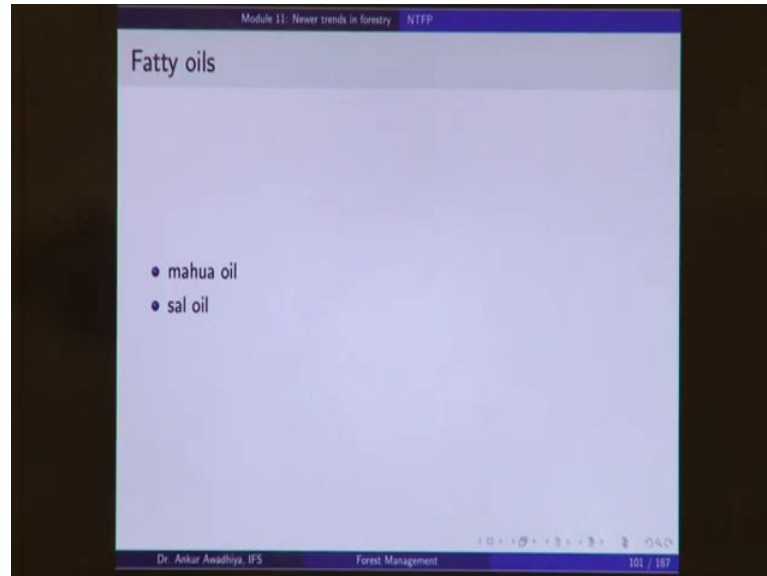 Module 11: Newer trends in forestry NTFP
Fatty oils
mahua oil
sal oil
Dr. Ankur Awadhiya, IFS Forest Management 101 / 187